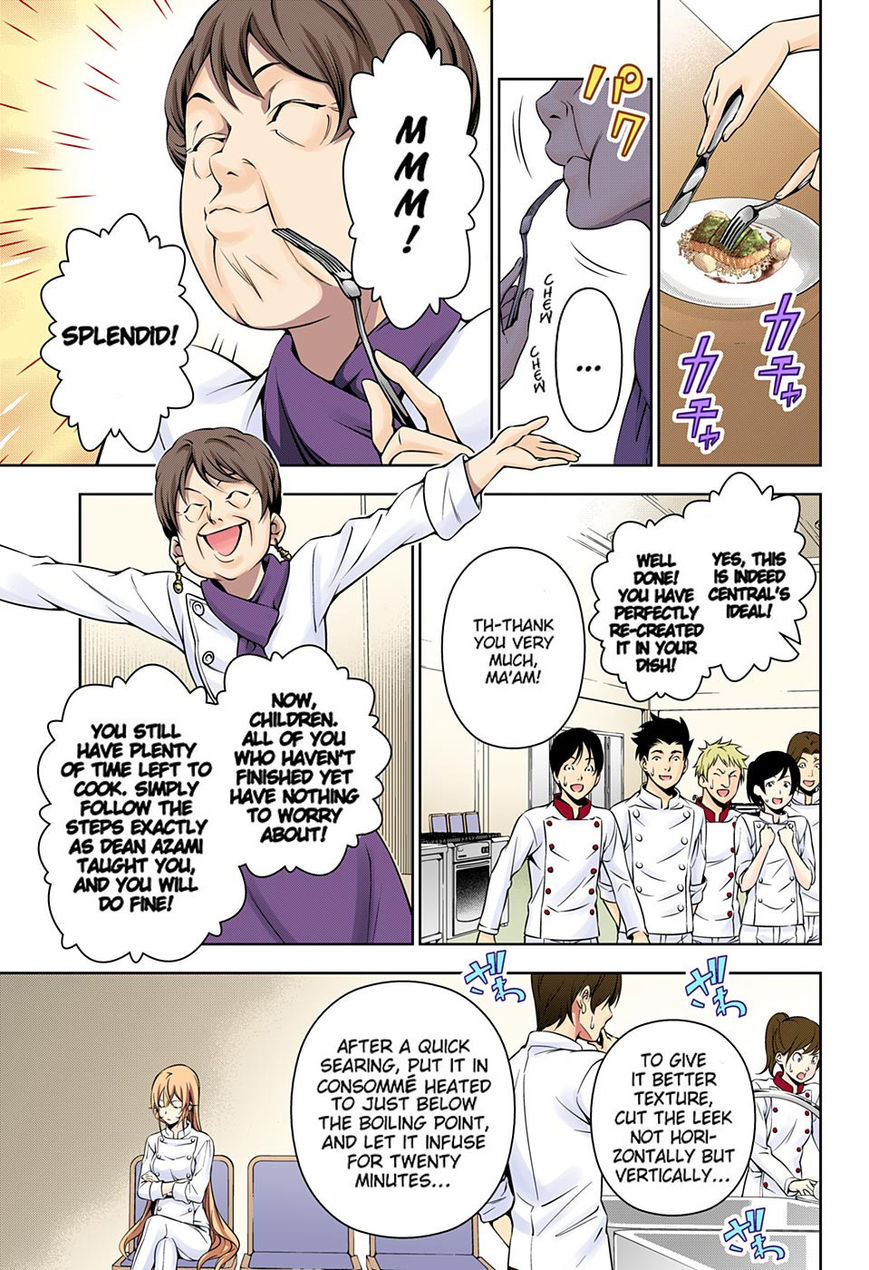 カチャ
カチャ
パク
CHEW
CHEW
...
MMM!
SPLENDID!
YES, THIS
IS INDEED
CENTRAL'S
IDEAL!
WELL
DONE!
YOU HAVE
PERFECTLY
RE-CREATED
IT IN YOUR
DISH!
TH-THANK
YOU VERY
MUCH,
MA'AM!
NOW,
CHILDREN.
ALL OF YOU
WHO HAVEN'T
FINISHED YET
HAVE NOTHING
TO WORRY
ABOUT!
YOU STILL
HAVE PLENTY
OF TIME LEFT TO
COOK. SIMPLY
FOLLOW THE
STEPS EXACTLY
AS DEAN AZAMI
TAUGHT YOU,
AND YOU WILL
DO FINE!
ざわ
ざわ
TO GIVE
IT BETTER
TEXTURE,
CUT THE LEEK
NOT HORI-
ZONTALLY BUT
VERTICALLY...
AFTER A QUICK
SEARING, PUT IT IN
CONSOMMÉ HEATED
TO JUST BELOW
THE BOILING POINT,
AND LET IT INFUSE
FOR TWENTY
MINUTES...
ざわ